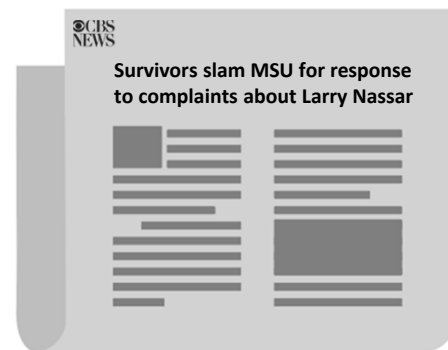 CBS
NEWS
Survivors slam MSU for response
to complaints about Larry Nassar